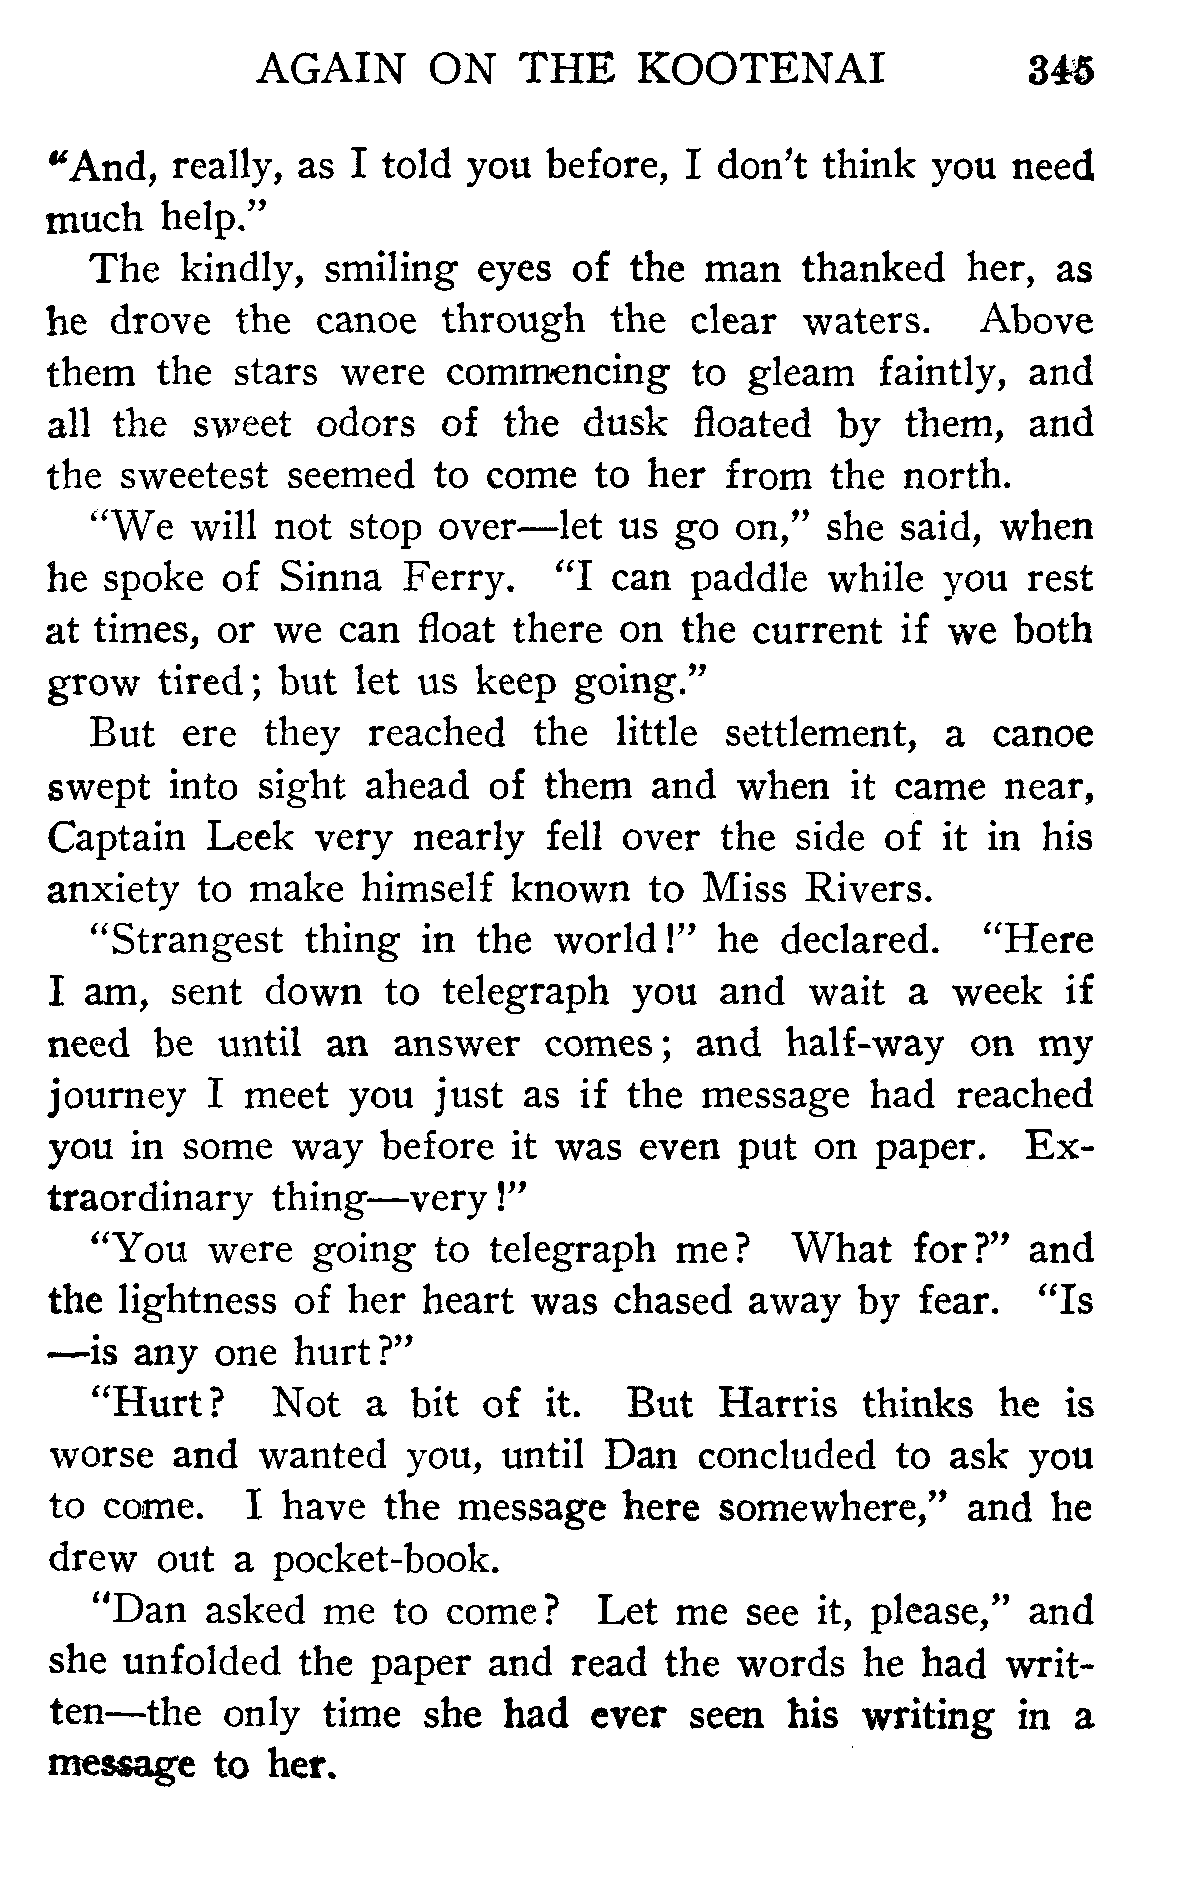 AGAIN ON THE KOOTENAI 345
"And, really, as I told you before, I don't think you need
much help."
The kindly, smiling eyes of the man thanked her, as
he drove the canoe through the clear waters. Above
them the stars were commencing to gleam faintly, and
all the sweet odors of the dusk floated by them, and
the sweetest seemed to come to her from the north.
"We will not stop over—let us go on," she said, when
he spoke of Sinna Ferry. "I can paddle while you rest
at times, or we can float there on the current if we both
grow tired; but let us keep going."
But ere they reached the little settlement, a canoe
swept into sight ahead of them and when it came near,
Captain Leek very nearly fell over the side of it in his
anxiety to make himself known to Miss Rivers.
"Strangest thing in the world!" he declared. "Here
I am, sent down to telegraph you and wait a week if
need be until an answer comes; and half-way on my
journey I meet you just as if the message had reached
you in some way before it was even put on paper. Ex-
traordinary thing—very!"
"You were going to telegraph me? What for?" and
the lightness of her heart was chased away by fear. "Is
—is any one hurt?"
"Hurt? Not a bit of it. But Harris thinks he is
worse and wanted you, until Dan concluded to ask you
to come. I have the message here somewhere," and he
drew out a pocket-book.
"Dan asked me to come? Let me see it, please," and
she unfolded the paper and read the words he had writ-
ten—the only time she had ever seen his writing in a
message to her.